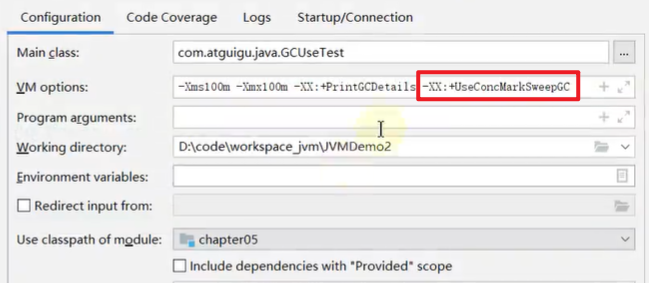 Configuration Code Coverage Logs Startup/Connection
Main class: com.atguigu.java.GCUseTest ...
VM options: -Xms100m -Xmx100m -XX:+PrintGCDetails -XX:+UseConcMarkSweepGC
Program arguments:
Working directory: D:\code\workspace_jvm\JVMDemo2
Environment variables:
Redirect input from:
Use classpath of module: chapter05
Include dependencies with "Provided" scope